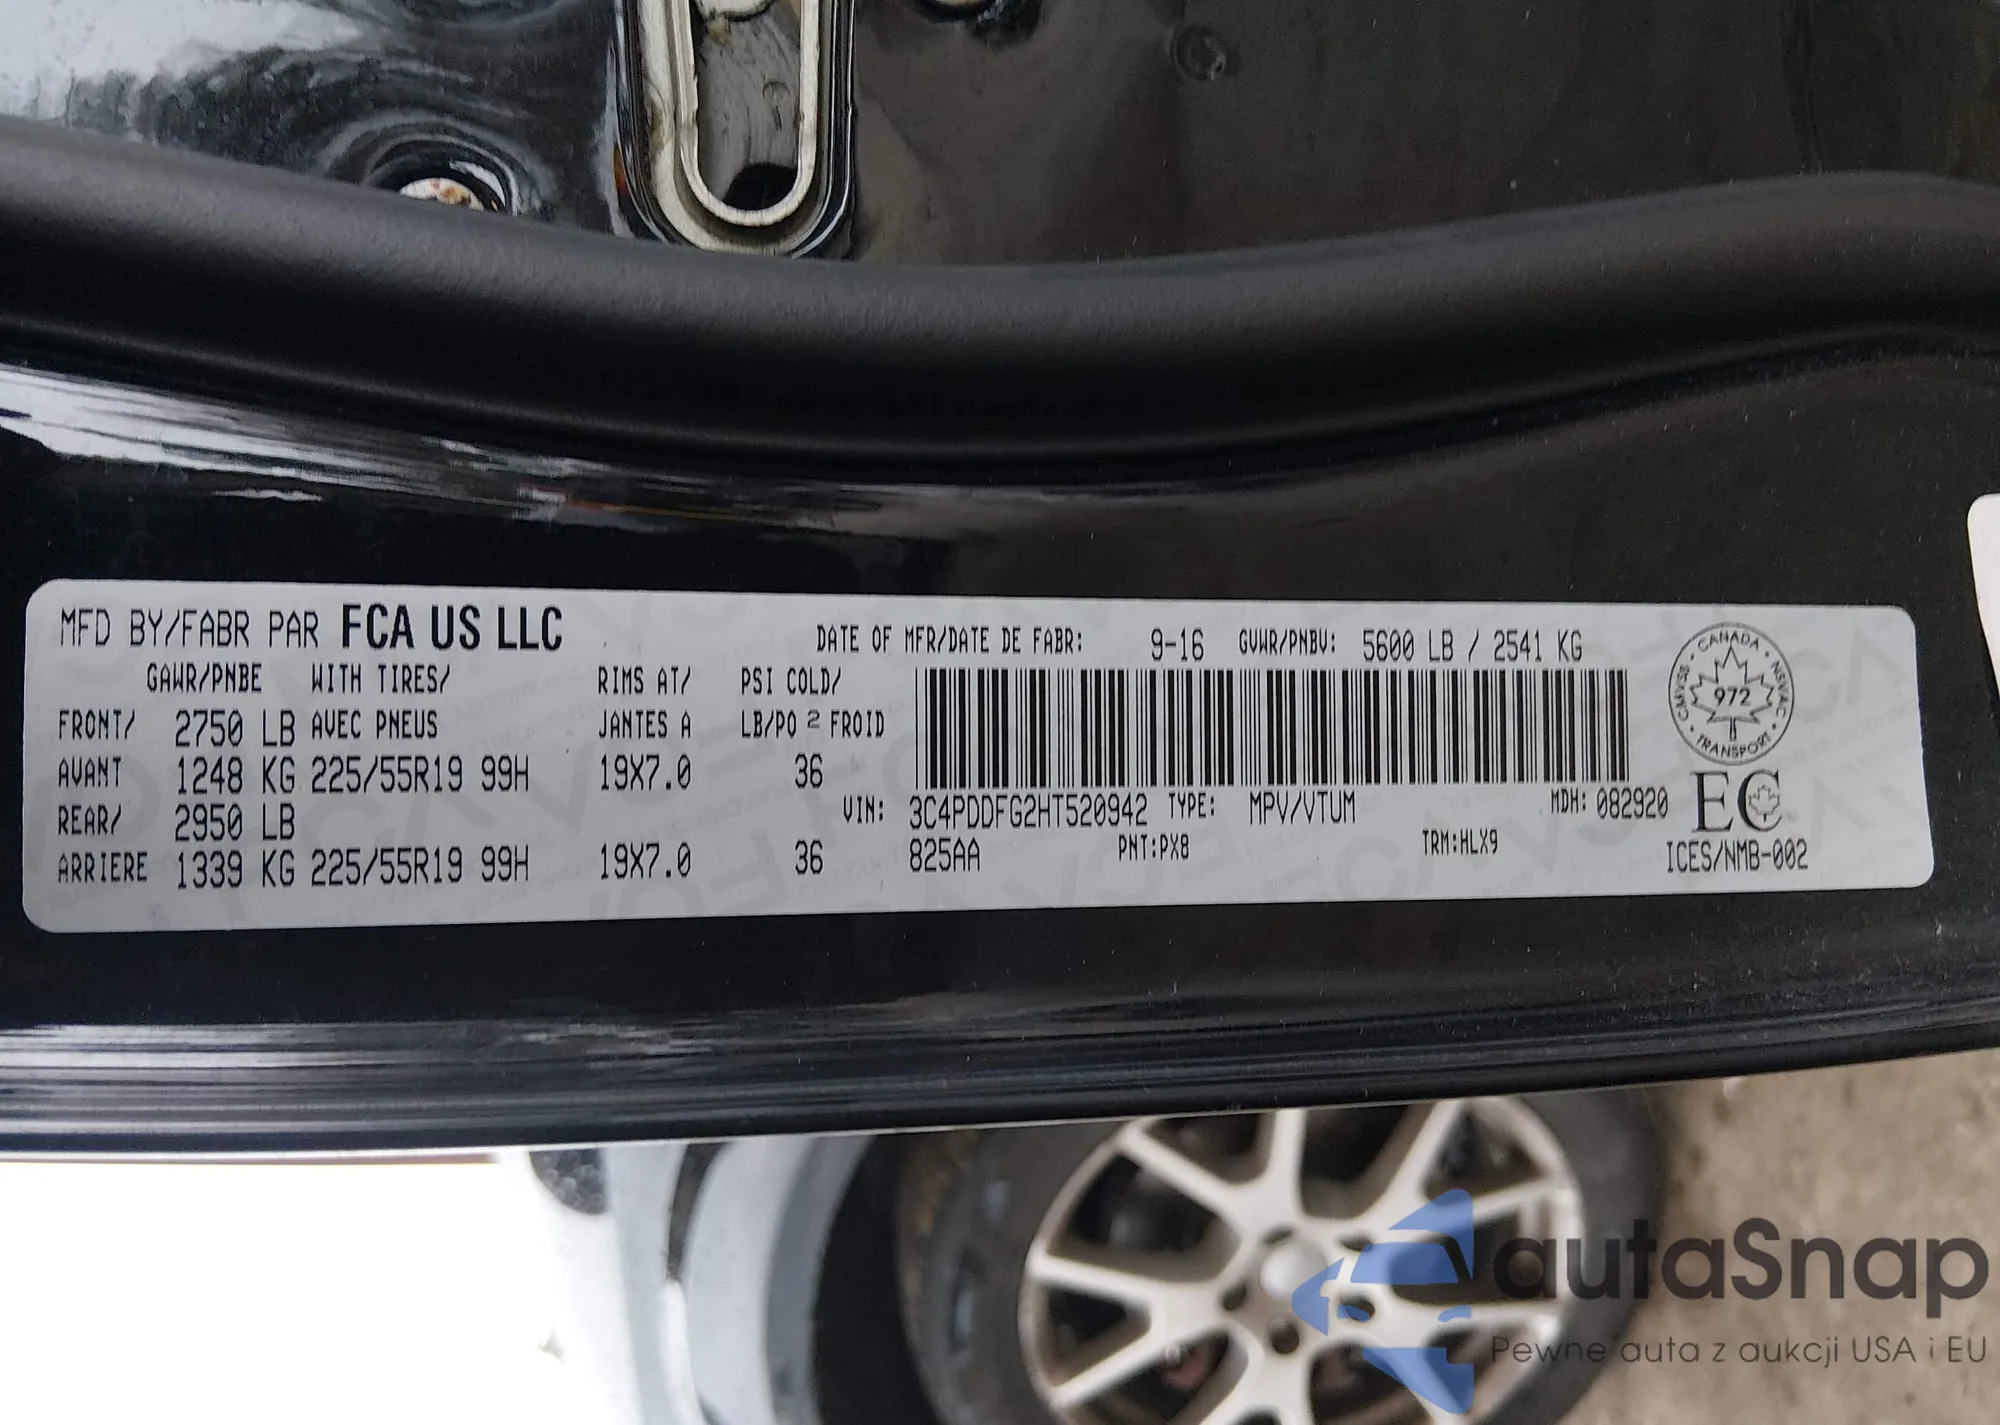 MFD BY/FABR PAR FCA US LLC
DATE OF MFR/DATE DE FABR: 9-16 GVWR/PNBV: 5600 LB / 2541 KG
GAWR/PNBE WITH TIRES/ RIMS AT/ PSI COLD/
FRONT/ 2750 LB AVEC PNEUS JANTES A LB/PO 2 FROID
AVANT 1248 KG 225/55R19 99H 19X7.0 36
REAR/ 2950 LB
ARRIERE 1339 KG 225/55R19 99H 19X7.0 36
VIN: 3C4PDDFG2HT520942 TYPE: MPV/VTUM MDH: 082920
825AA PNT:PX8 TRM:HLX9
CANADA · NSVAC · TRANSPORT · CMVSS ·
972
EC
ICES/NMB-002
autaSnap
Pewne auta z aukcji USA i EU